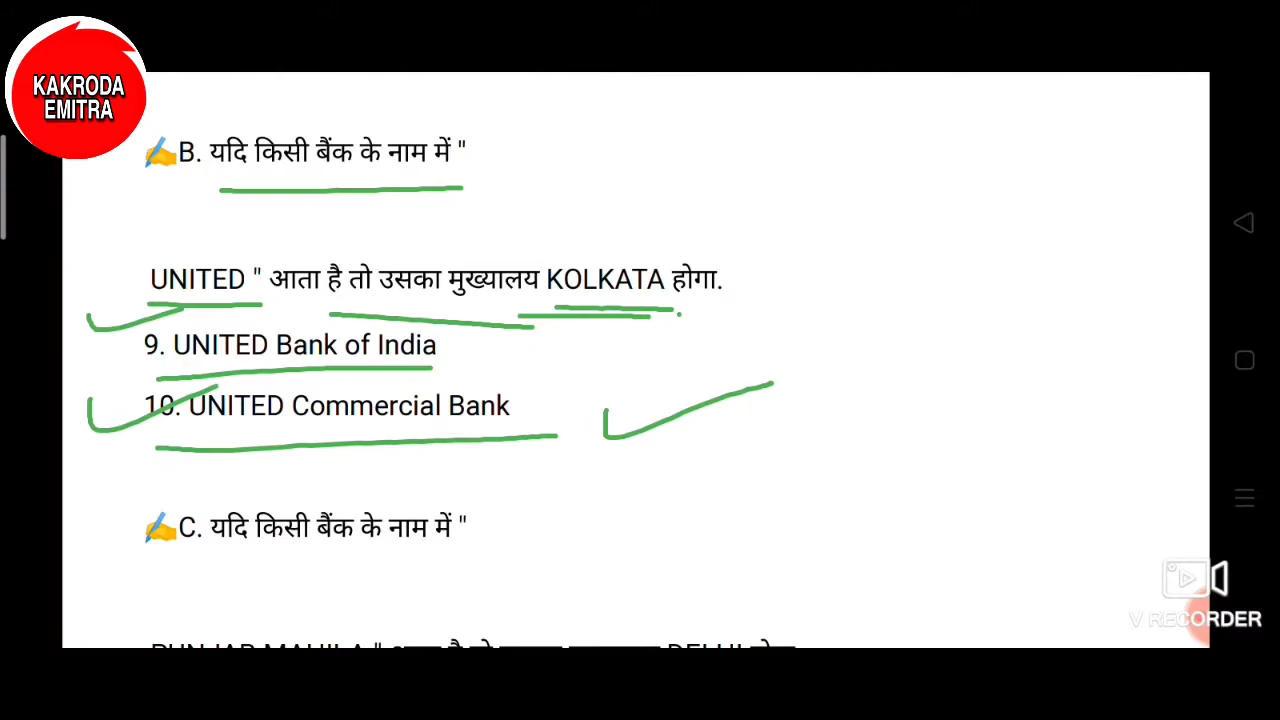 KAKRODA
EMITRA
✍️B. यदि किसी बैंक के नाम में "
UNITED " आता है तो उसका मुख्यालय KOLKATA होगा.
9. UNITED Bank of India
10. UNITED Commercial Bank
✍️C. यदि किसी बैंक के नाम में "
V RECORDER